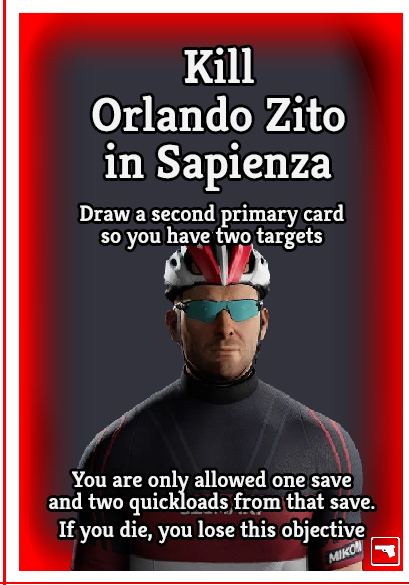 Kill
Orlando Zito
in Sapienza
Draw a second primary card
so you have two targets
You are only allowed one save
and two quickloads from that save.
If you die, you lose this objective